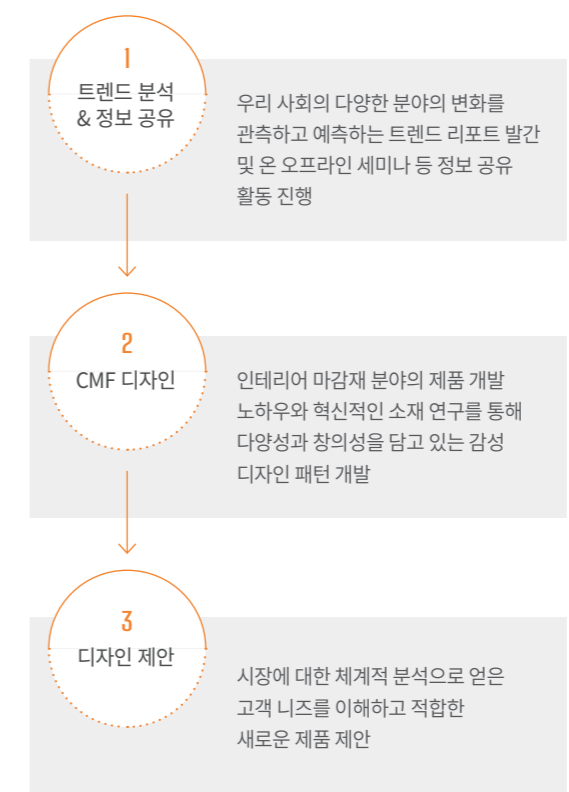 1
트렌드 분석
& 정보 공유
우리 사회의 다양한 분야의 변화를
관측하고 예측하는 트렌드 리포트 발간
및 온 오프라인 세미나 등 정보 공유
활동 진행
2
CMF 디자인
인테리어 마감재 분야의 제품 개발
노하우와 혁신적인 소재 연구를 통해
다양성과 창의성을 담고 있는 감성
디자인 패턴 개발
3
디자인 제안
시장에 대한 체계적 분석으로 얻은
고객 니즈를 이해하고 적합한
새로운 제품 제안